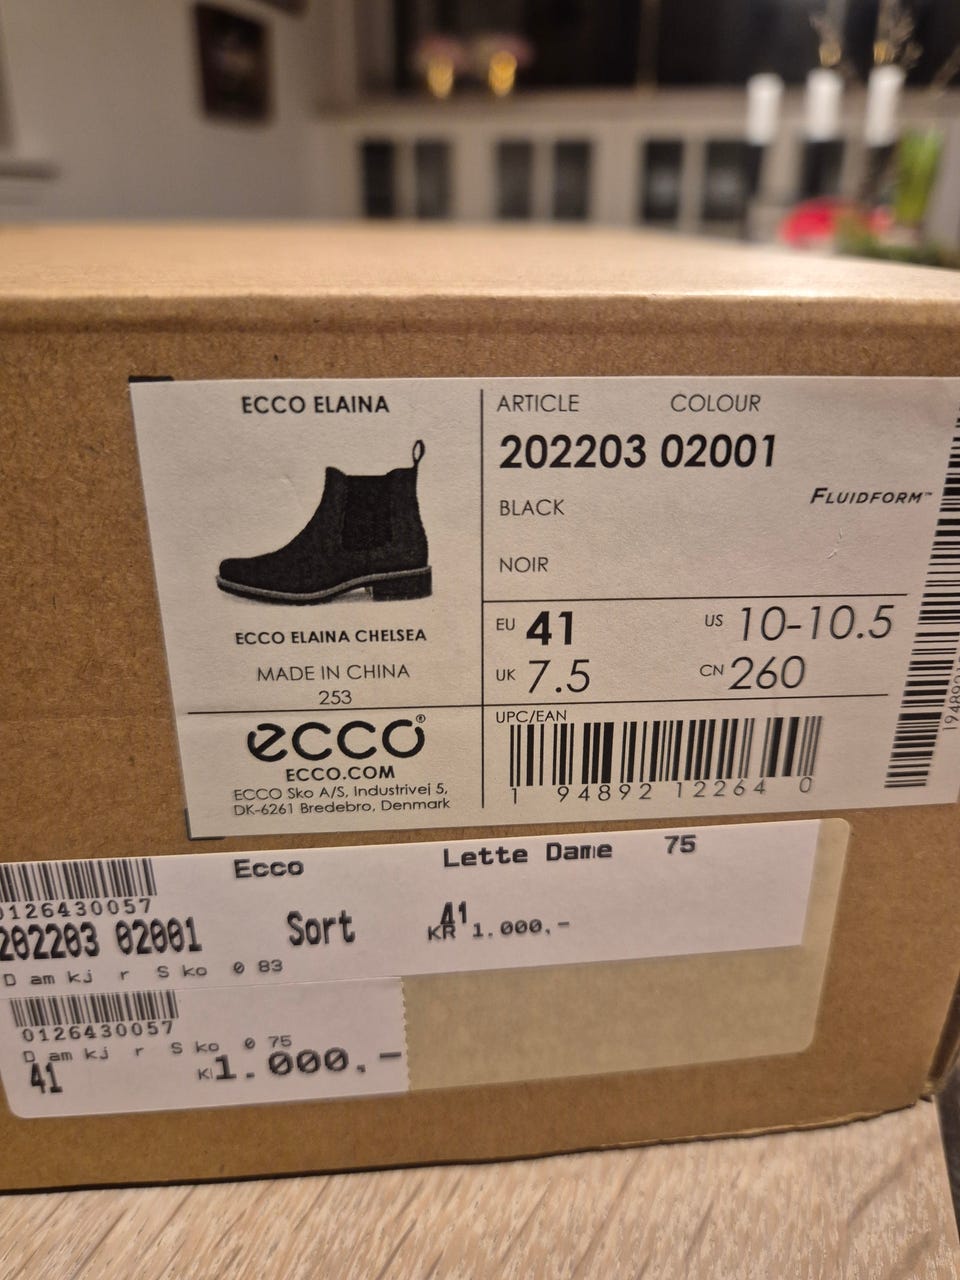 ECCO ELAINA
ECCO ELAINA CHELSEA
MADE IN CHINA
253
ecco®
ECCO.COM
ECCO Sko A/S, Industrivej 5,
DK-6261 Bredebro, Denmark
ARTICLE COLOUR
202203 02001
BLACK
FLUIDFORM™
NOIR
EU 41 US 10-10.5
UK 7.5 CN 260
UPC/EAN
1 94892 12264 0
Ecco Lette Dame 75
0126430057
202203 02001 Sort 41
KR 1.000,-
D am kj r S ko 0 83
0126430057
D am kj r S ko 0 75
41 1.000,-